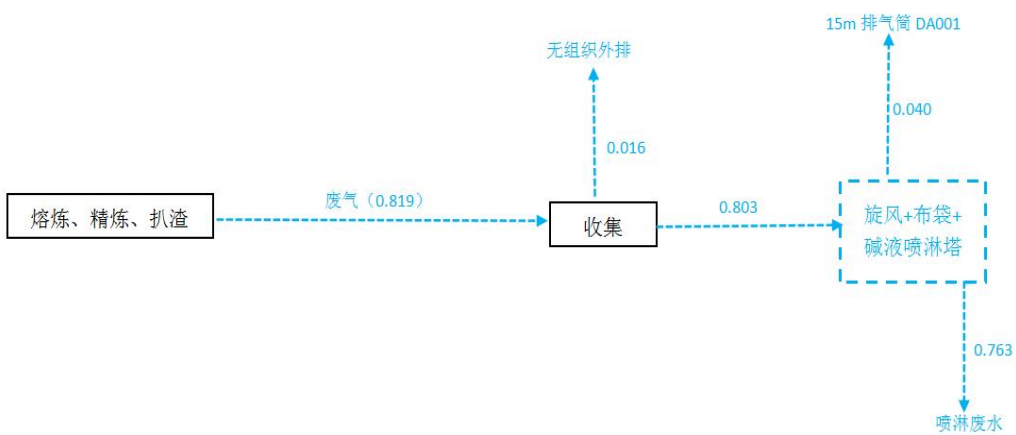 15m 排气筒 DA001
无组织外排
0.040
0.016
废气（0.819）
熔炼、精炼、扒渣
收集
0.803
旋风+布袋+
碱液喷淋塔
0.763
喷淋废水